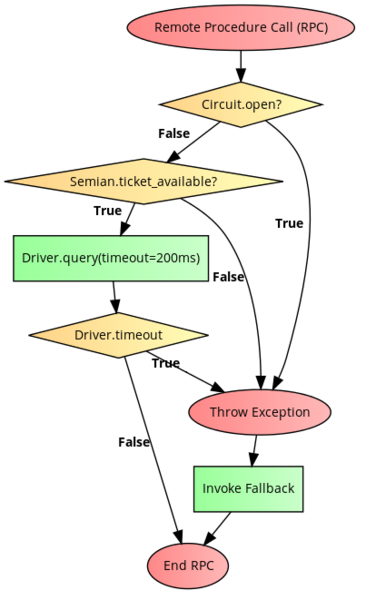 Remote Procedure Call (RPC)
Circuit.open?
False
Semian.ticket_available?
True
True
Driver.query(timeout=200ms)
False
Driver.timeout
True
Throw Exception
False
Invoke Fallback
End RPC